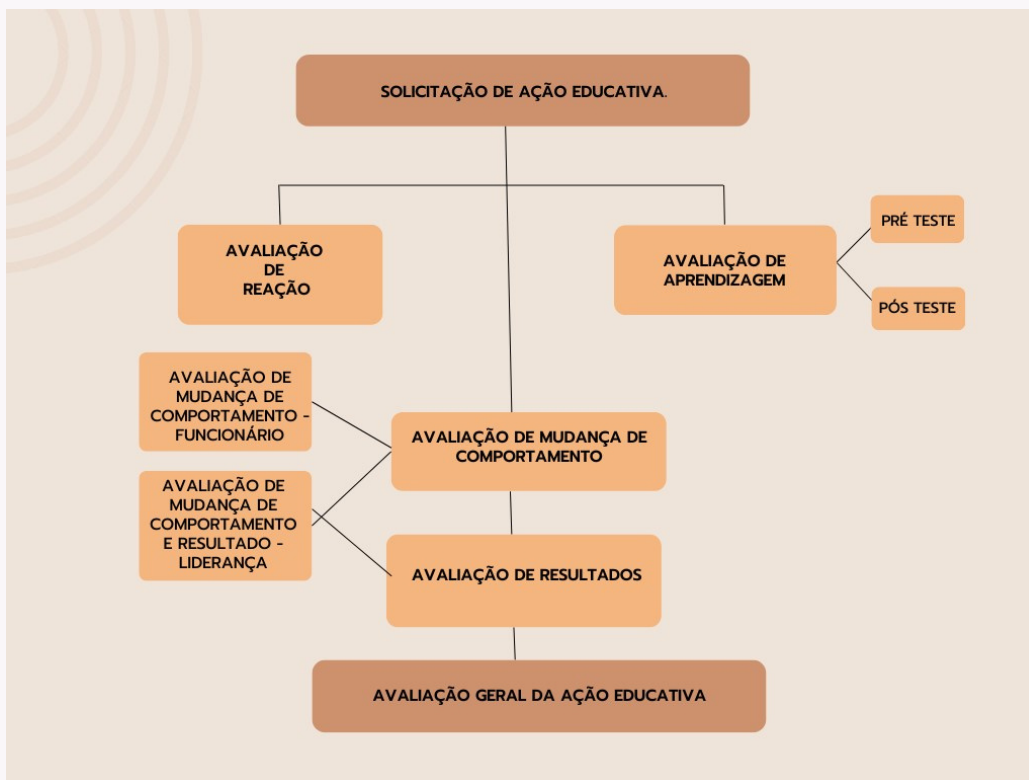 SOLICITAÇÃO DE AÇÃO EDUCATIVA.
AVALIAÇÃO
DE
REAÇÃO
AVALIAÇÃO DE
APRENDIZAGEM
PRÉ TESTE
PÓS TESTE
AVALIAÇÃO DE
MUDANÇA DE
COMPORTAMENTO -
FUNCIONÁRIO
AVALIAÇÃO DE MUDANÇA DE
COMPORTAMENTO
AVALIAÇÃO DE
MUDANÇA DE
COMPORTAMENTO
E RESULTADO -
LIDERANÇA
AVALIAÇÃO DE RESULTADOS
AVALIAÇÃO GERAL DA AÇÃO EDUCATIVA